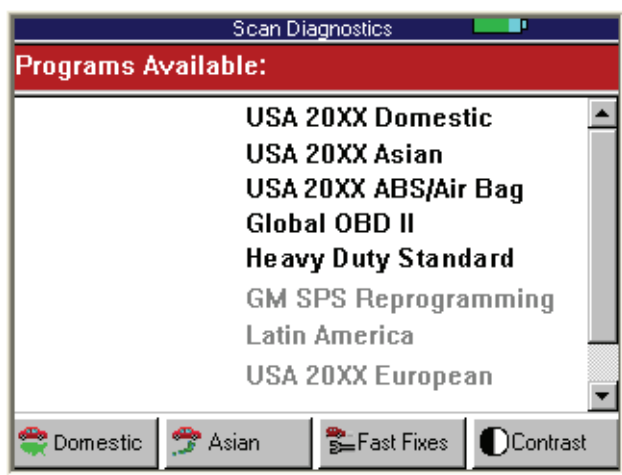 Scan Diagnostics
Programs Available:
USA 20XX Domestic
USA 20XX Asian
USA 20XX ABS/Air Bag
Global OBD II
Heavy Duty Standard
GM SPS Reprogramming
Latin America
USA 20XX European
Domestic Asian Fast Fixes Contrast